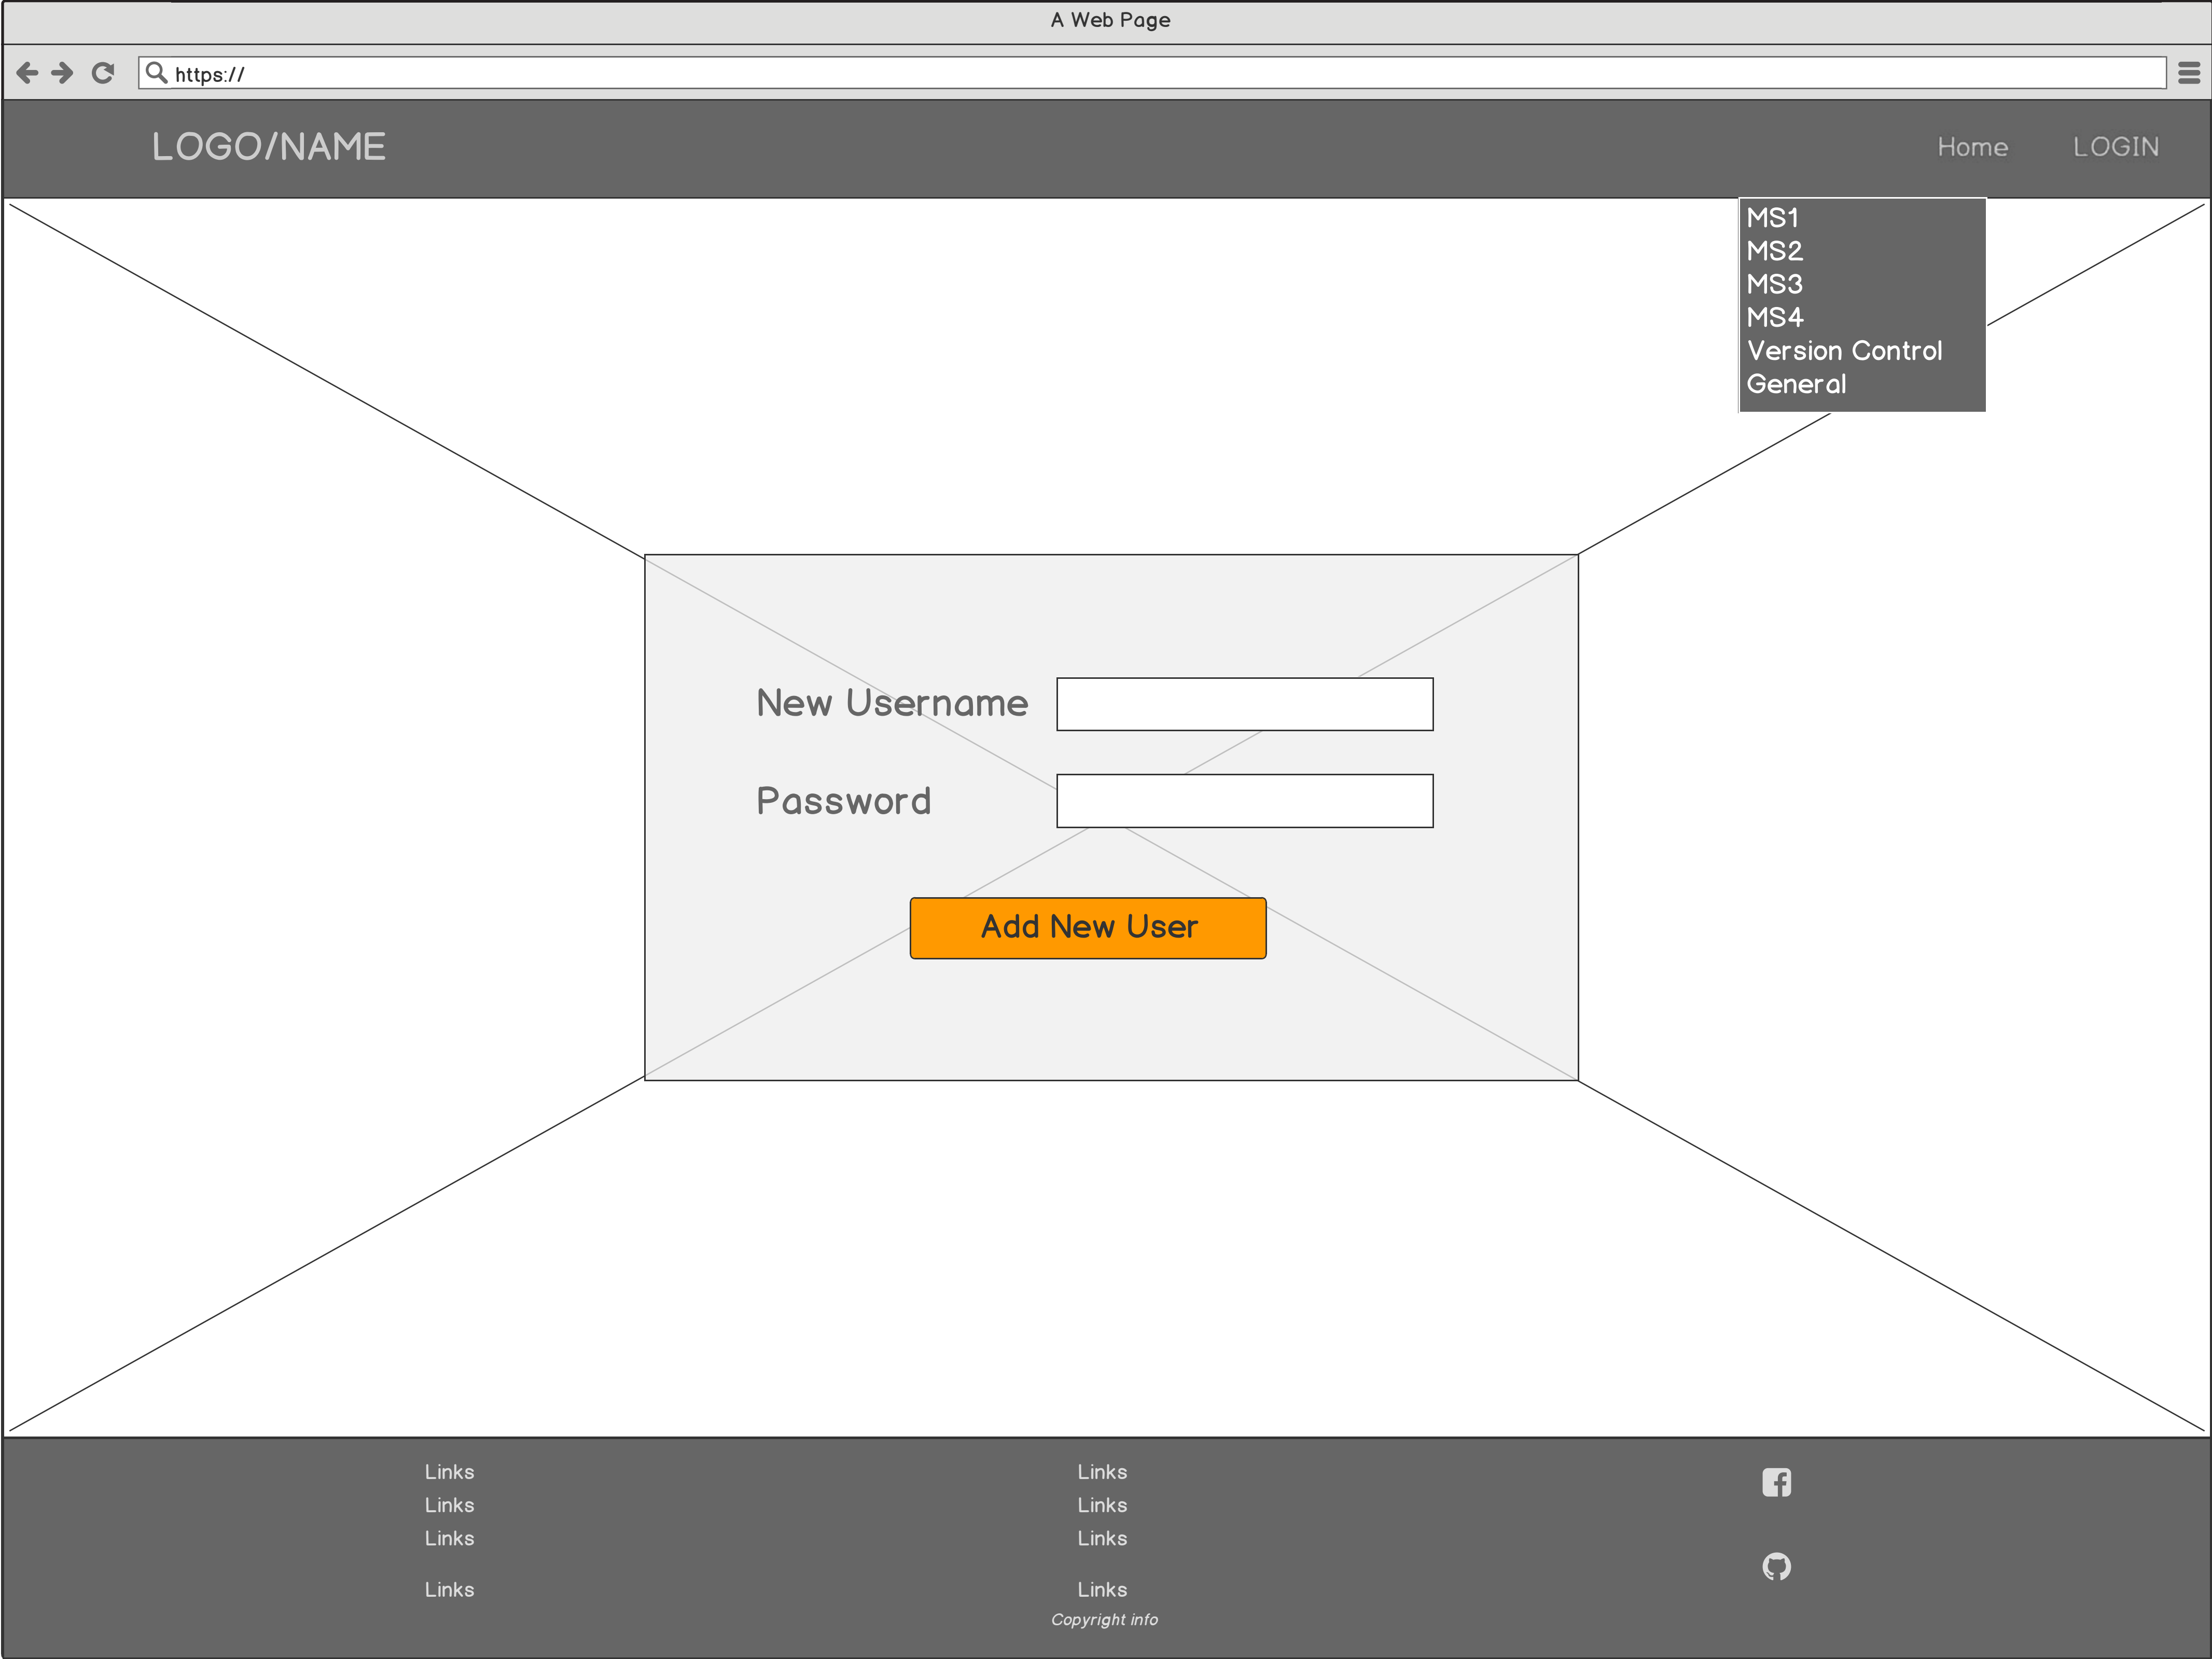 A Web Page
https://
LOGO/NAME
Home
LOGIN
MS1
MS2
MS3
MS4
Version Control
General
New Username
Password
Add New User
Links
Links
Links
Links
Links
Links
Links
Links
Copyright info